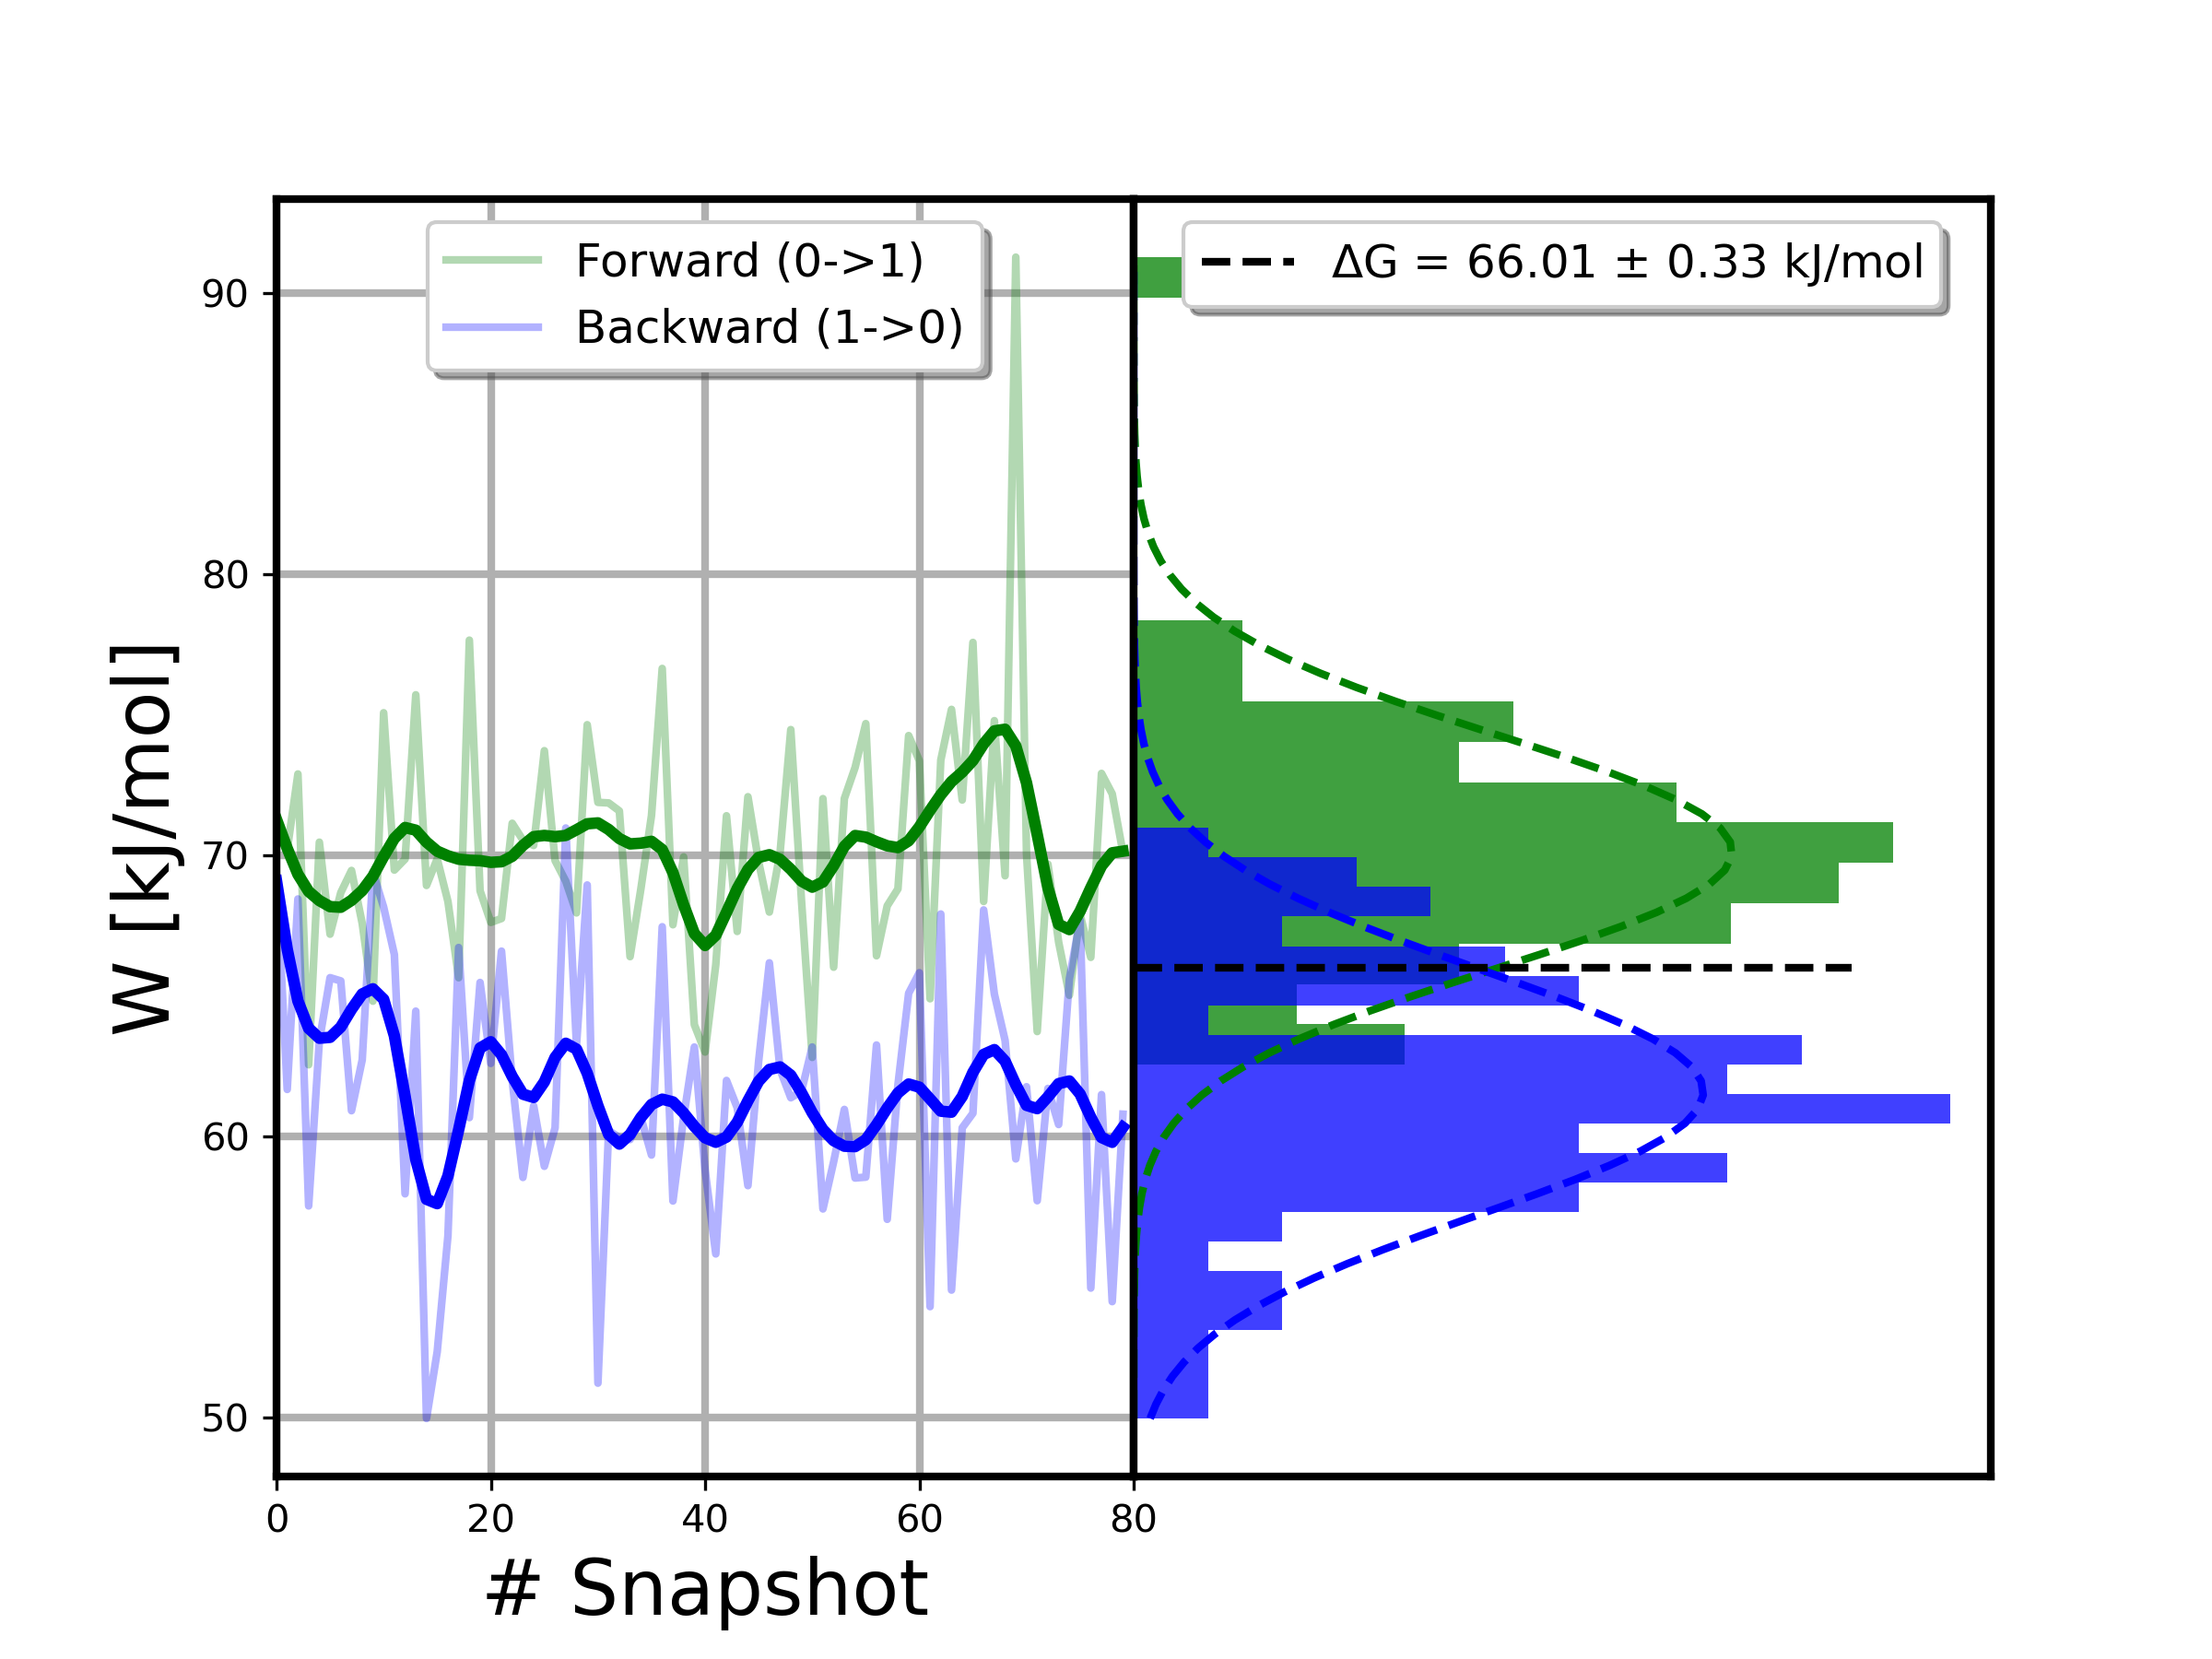 Forward (0->1)
Backward (1->0)
ΔG = 66.01 ± 0.33 kJ/mol
90
80
70
60
50
W [kJ/mol]
0
20
40
60
80
# Snapshot